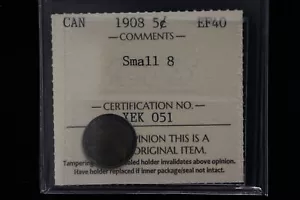 CAN 1908 5¢ EF40
COMMENTS
Small 8
CERTIFICATION NO.
XEK 051
OPINION THIS IS A
ORIGINAL ITEM.
Tampering holder invalidates above opinion.
Have holder replaced if inner package/seal not intact.